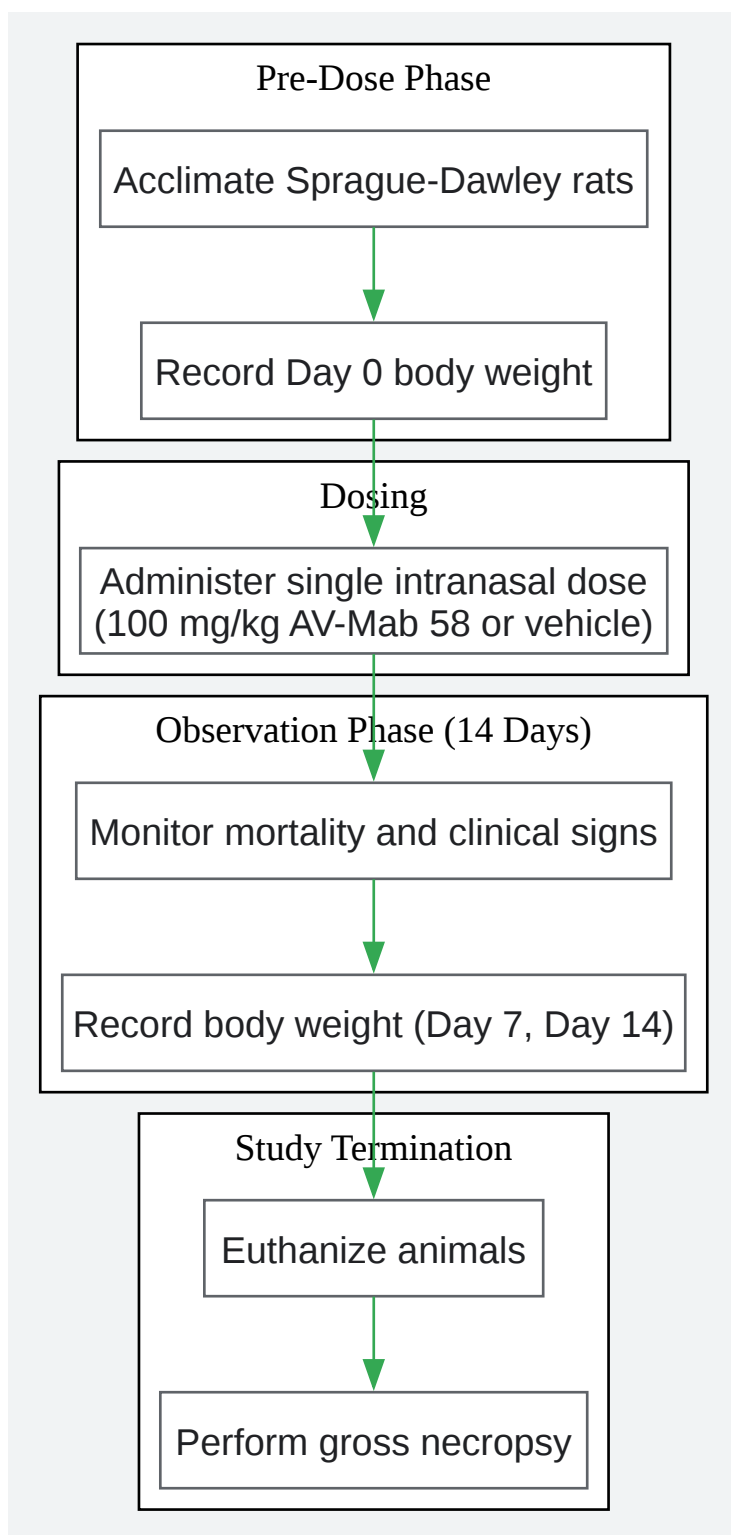 Pre-Dose Phase
Acclimate Sprague-Dawley rats
Record Day 0 body weight
Dosing
Administer single intranasal dose
(100 mg/kg AV-Mab 58 or vehicle)
Observation Phase (14 Days)
Monitor mortality and clinical signs
Record body weight (Day 7, Day 14)
Study Termination
Euthanize animals
Perform gross necropsy